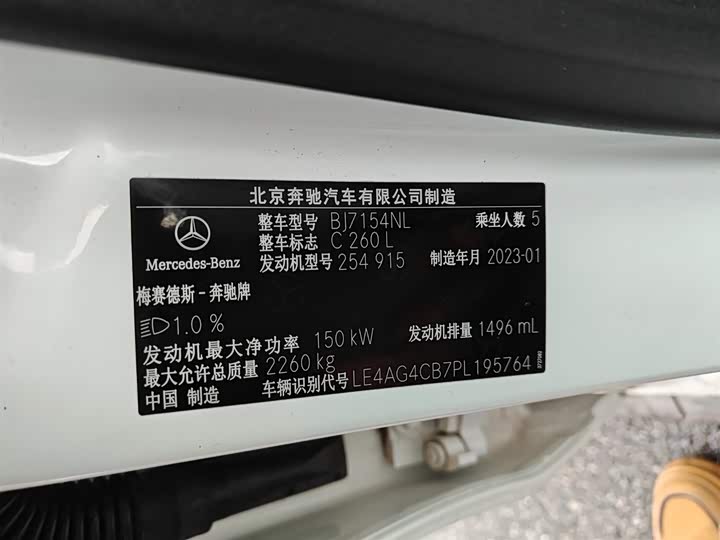 北京奔驰汽车有限公司制造
整车型号 BJ7154NL 乘坐人数 5
整车标志 C 260 L
发动机型号 254 915 制造年月 2023-01
Mercedes-Benz
梅赛德斯-奔驰牌
1.0 %
发动机最大净功率 150 kW 发动机排量 1496 mL
最大允许总质量 2260 kg
中国 制造 车辆识别代号 LE4AG4CB7PL195764